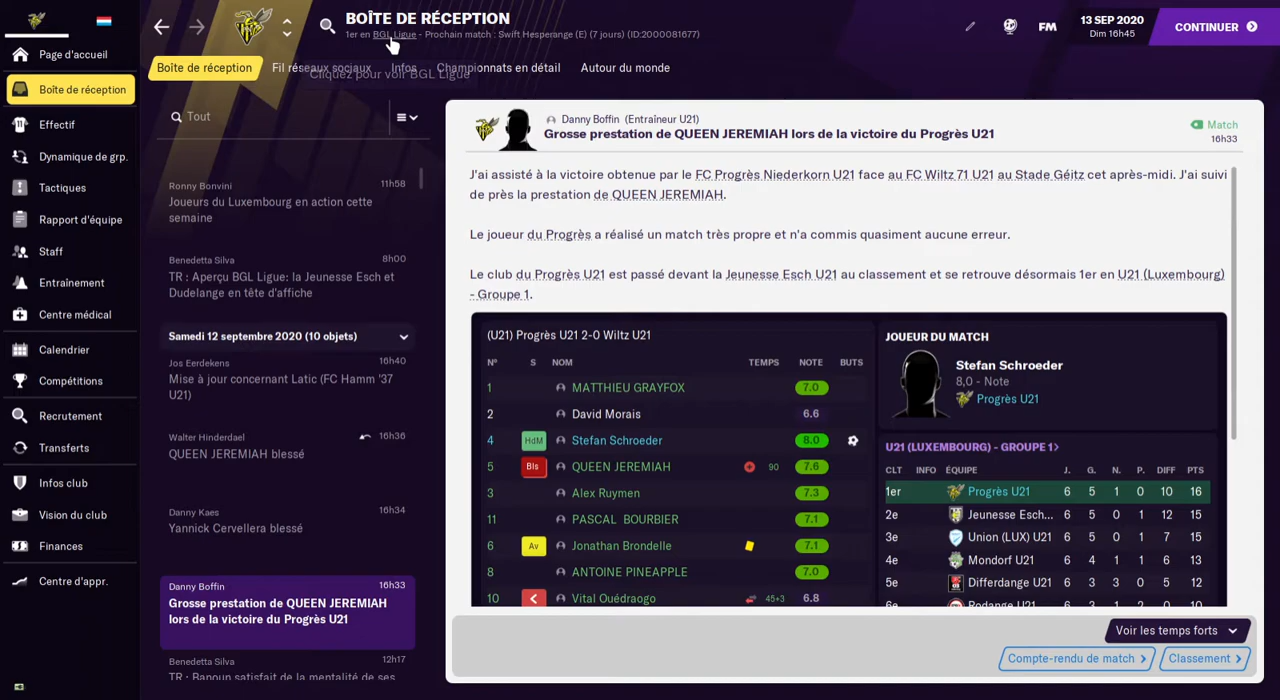 BOÎTE DE RÉCEPTION
1er en BGL Ligue - Prochain match : Swift Hesperange (E) (7 jours) (ID:2000081677)
FM
13 SEP 2020
Dim 16h45
CONTINUER
Page d'accueil
Boîte de réception
Effectif
Dynamique de grp.
Tactiques
Rapport d'équipe
Staff
Entraînement
Centre médical
Calendrier
Compétitions
Recrutement
Transferts
Infos club
Vision du club
Finances
Centre d'appr.
Boîte de réception
Fil réseaux sociaux
Infos
Championnats en détail
Autour du monde
Cliquez pour voir BGL Ligue
Tout
Ronny Bonvini 11h58
Joueurs du Luxembourg en action cette
semaine
Benedetta Silva 8h00
TR : Aperçu BGL Ligue: la Jeunesse Esch et
Dudelange en tête d'affiche
Samedi 12 septembre 2020 (10 objets)
Jos Eerdekens 16h40
Mise à jour concernant Latic (FC Hamm '37
U21)
Walter Hinderdael 16h36
QUEEN JEREMIAH blessé
Danny Kaes 16h34
Yannick Cervellera blessé
Danny Boffin 16h33
Grosse prestation de QUEEN JEREMIAH
lors de la victoire du Progrès U21
Benedetta Silva 12h17
TR : Banoun satisfait de la mentalité de ses
Danny Boffin (Entraîneur U21)
Grosse prestation de QUEEN JEREMIAH lors de la victoire du Progrès U21
Match
16h33
J'ai assisté à la victoire obtenue par le FC Progrès Niederkorn U21 face au FC Wiltz 71 U21 au Stade Géitz cet après-midi. J'ai suivi
de près la prestation de QUEEN JEREMIAH.
Le joueur du Progrès a réalisé un match très propre et n'a commis quasiment aucune erreur.
Le club du Progrès U21 est passé devant la Jeunesse Esch U21 au classement et se retrouve désormais 1er en U21 (Luxembourg)
- Groupe 1.
(U21) Progrès U21 2-0 Wiltz U21
Nº S NOM TEMPS NOTE BUTS
1 MATTHIEU GRAYFOX 7.0
2 David Morais 6.6
4 HdM Stefan Schroeder 8.0
5 Bls QUEEN JEREMIAH 90 7.6
3 Alex Ruymen 7.3
11 PASCAL BOURBIER 7.1
6 Av Jonathan Brondelle 7.1
8 ANTOINE PINEAPPLE 7.0
10 Vital Ouédraogo 45+3 6.8
JOUEUR DU MATCH
Stefan Schroeder
8,0 - Note
Progrès U21
U21 (LUXEMBOURG) - GROUPE 1
CLT INFO ÉQUIPE J. G. N. P. DIFF PTS
1er Progrès U21 6 5 1 0 10 16
2e Jeunesse Esch... 6 5 0 1 12 15
3e Union (LUX) U21 6 5 0 1 7 15
4e Mondorf U21 6 4 1 1 6 13
5e Differdange U21 6 3 3 0 5 12
6e Rodange U21 6 3 1 2 0 10
Voir les temps forts
Compte-rendu de match
Classement